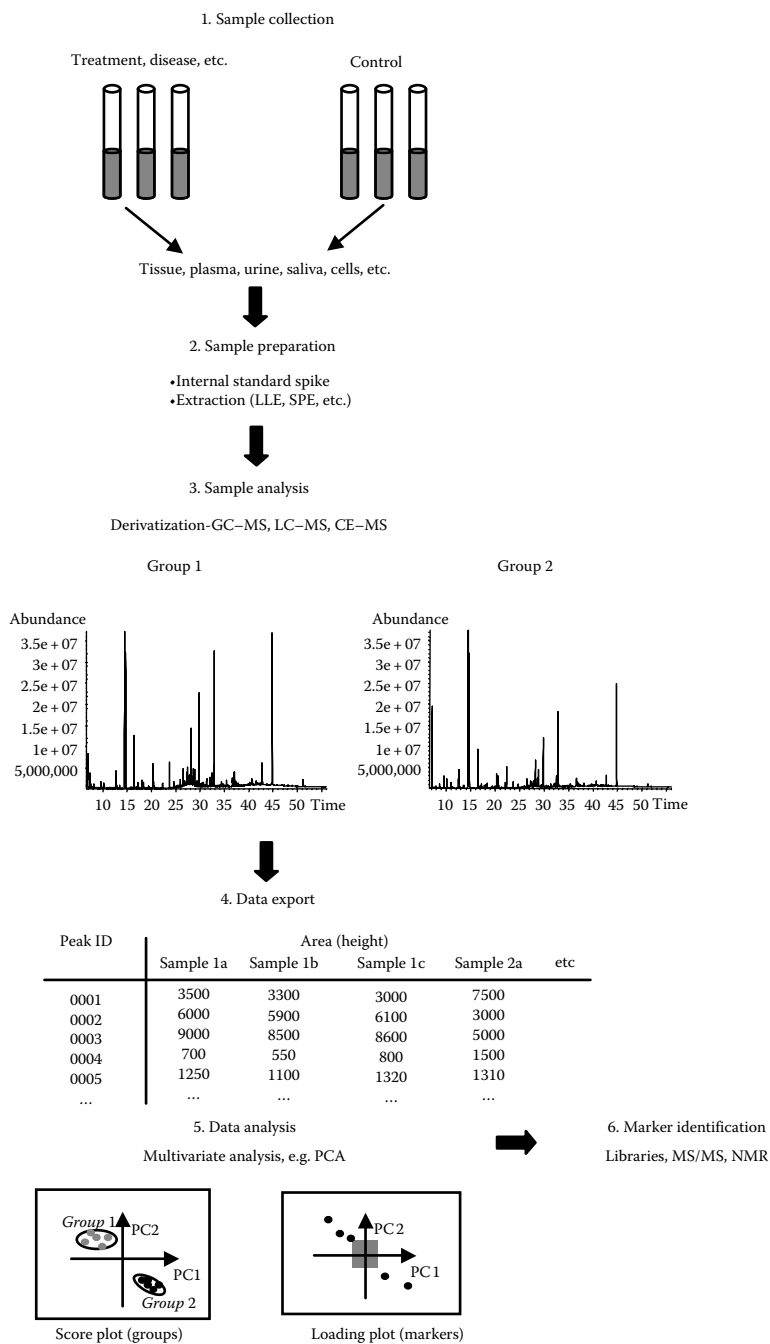 1. Sample collection
Treatment, disease, etc.
Control
Tissue, plasma, urine, saliva, cells, etc.
2. Sample preparation
•Internal standard spike
•Extraction (LLE, SPE, etc.)
3. Sample analysis
Derivatization-GC–MS, LC–MS, CE–MS
Group 1
Group 2
Abundance
3.5e + 07
3e + 07
2.5e + 07
2e + 07
1.5e + 07
1e + 07
5,000,000
10 15 20 25 30 35 40 45 50 Time
Abundance
3.5e + 07
3e + 07
2.5e + 07
2e + 07
1.5e + 07
1e + 07
5,000,000
10 15 20 25 30 35 40 45 50 Time
4. Data export
Peak ID Area (height)
Sample 1a Sample 1b Sample 1c Sample 2a etc
0001 3500 3300 3000 7500
0002 6000 5900 6100 3000
0003 9000 8500 8600 5000
0004 700 550 800 1500
0005 1250 1100 1320 1310
... ... ... ... ...
5. Data analysis
Multivariate analysis, e.g. PCA
6. Marker identification
Libraries, MS/MS, NMR
Group 1
PC2
PC1
Group 2
Score plot (groups)
PC 2
PC 1
Loading plot (markers)